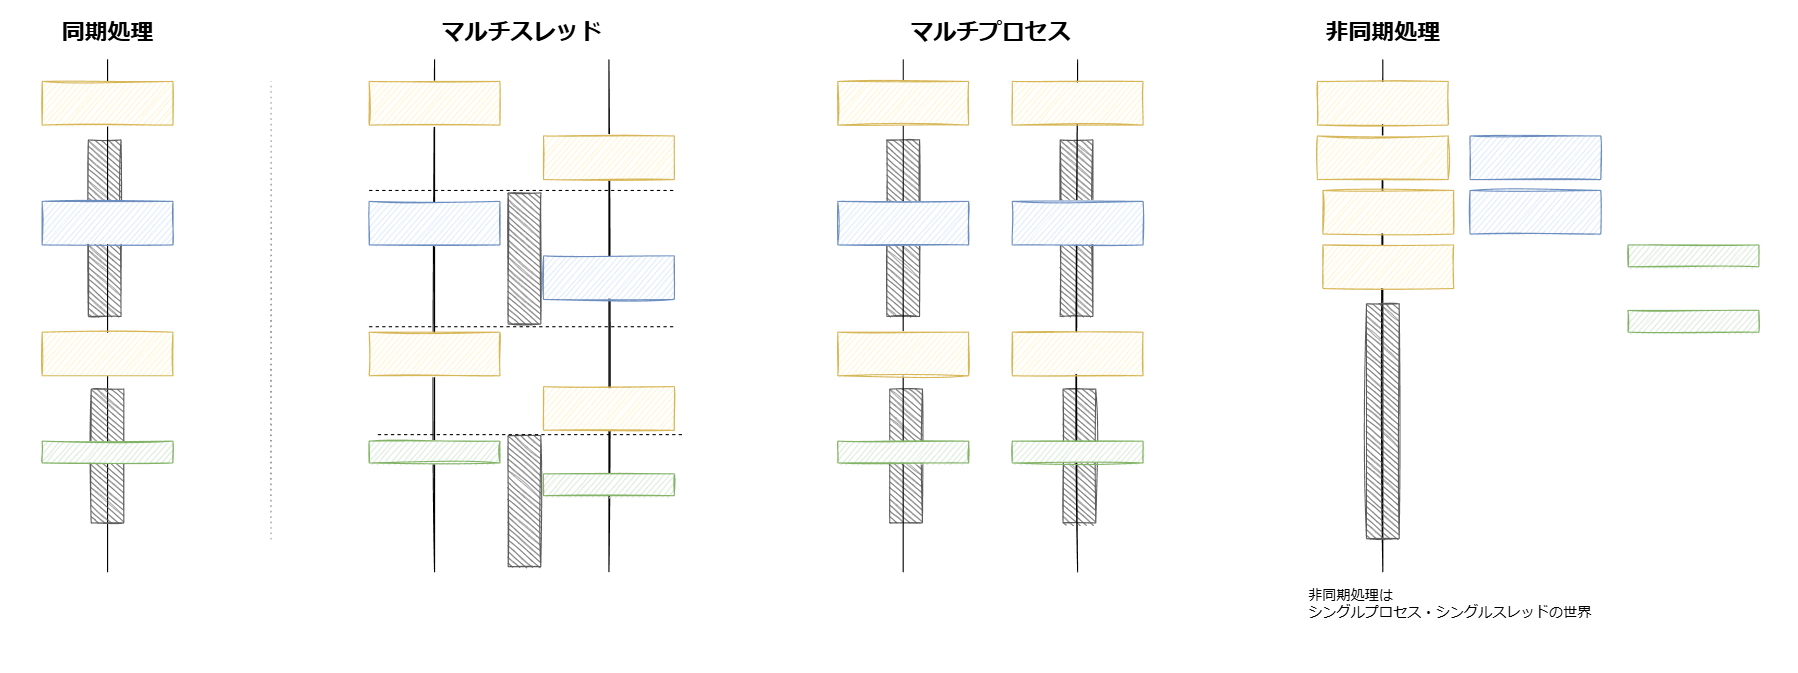 同期処理
マルチスレッド
マルチプロセス
非同期処理
非同期処理は
シングルプロセス・シングルスレッドの世界